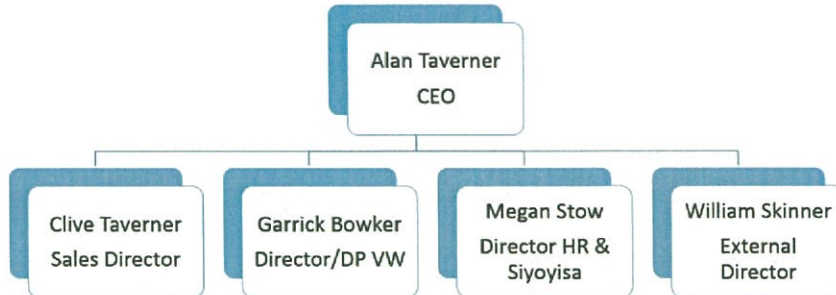 Alan Taverner
CEO
Clive Taverner
Sales Director
Garrick Bowker
Director/DP VW
Megan Stow
Director HR &
Siyoyisa
William Skinner
External
Director